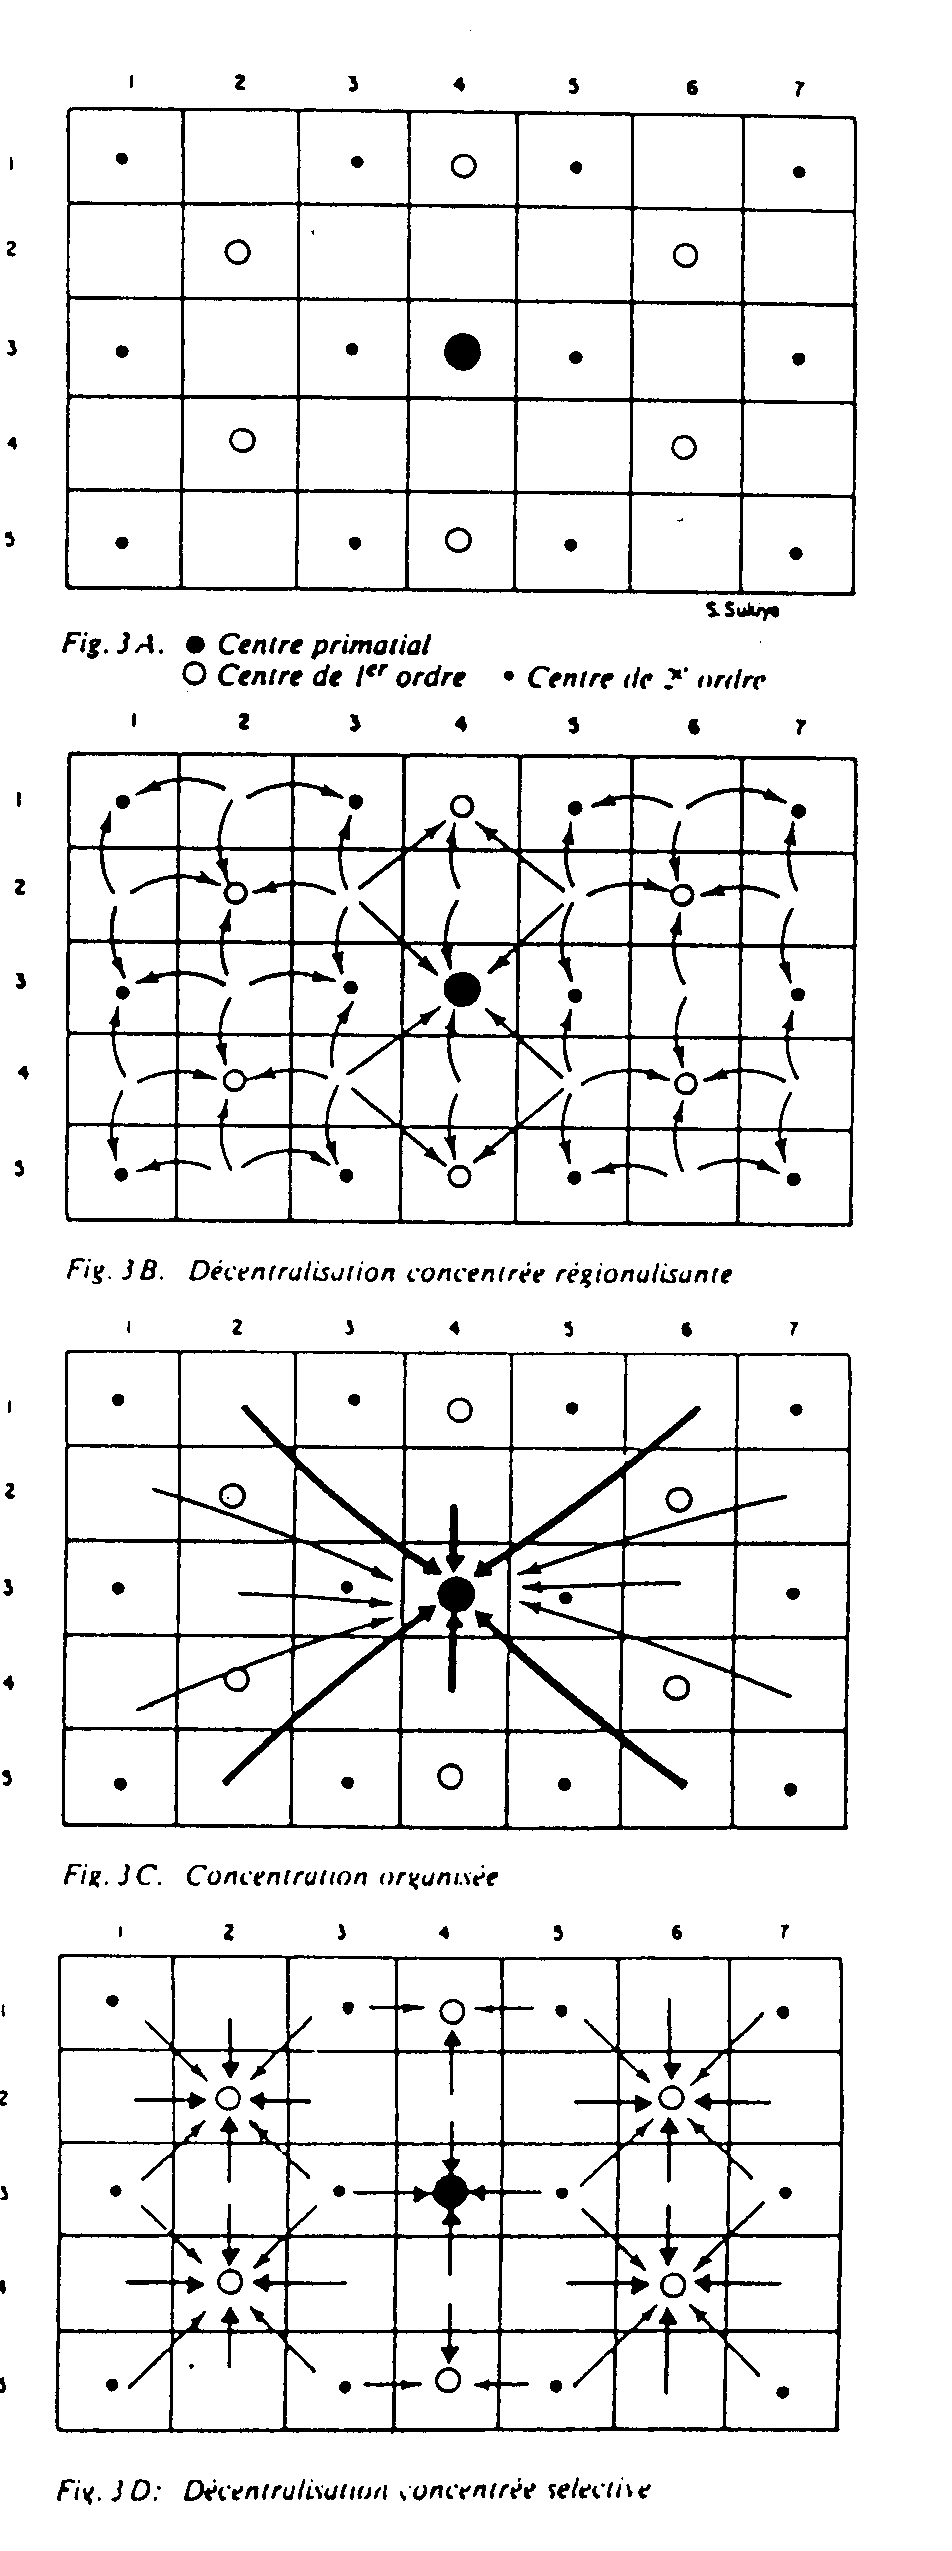 1 2 3 4 5 6 7
1
2
3
4
5
S. Sukyo
Fig. 3A. Centre primatial
Centre de 1er ordre Centre de 2e ordre
1 2 3 4 5 6 7
1
2
3
4
5
Fig. 3B. Décentralisation concentrée régionalisante
1 2 3 4 5 6 7
1
2
3
4
5
Fig. 3C. Concentration organisée
1 2 3 4 5 6 7
1
2
3
4
5
Fig. 3D: Décentralisation concentrée sélective